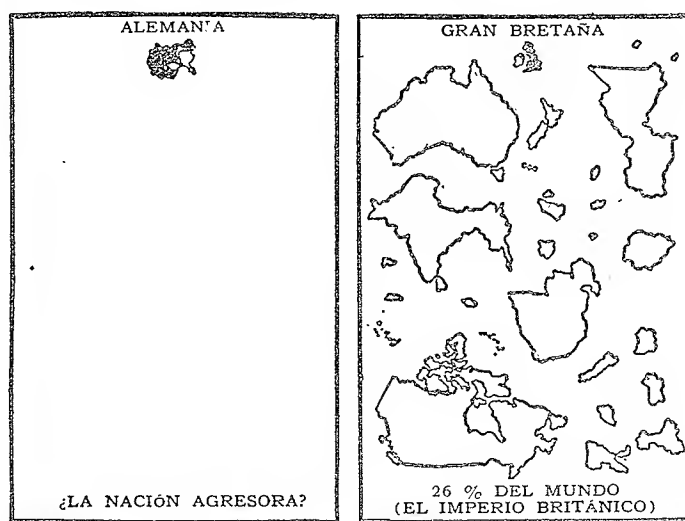 ALEMANIA
¿LA NACIÓN AGRESORA?
GRAN BRETAÑA
26 % DEL MUNDO
(EL IMPERIO BRITÁNICO)